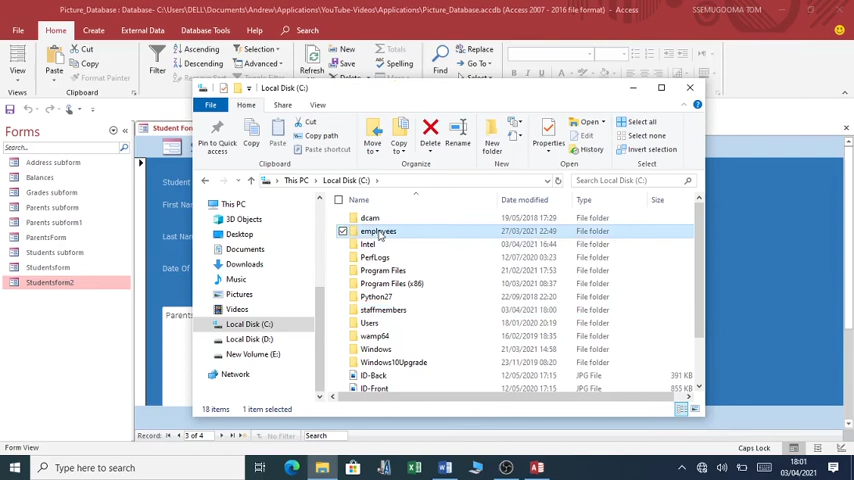 Picture_Database : Database- C:\Users\DELL\Documents\Andrew\Applications\YouTube-Videos\Applications\Picture_Database.accdb (Access 2007 - 2016 file format) - Access
SSEMUGOOMA TOM
File Home Create External Data Database Tools Help Search
View
Views
Paste
Cut
Copy
Format Painter
Clipboard
Filter
Ascending
Descending
Selection
Advanced
Refresh
New
Save
Totals
Spelling
Find
Replace
Go To
Select
Forms
Search...
Address subform
Balances
Grades subform
Parents subform
Parents subform1
ParentsForm
Students subform
Studentsform
Studentsform2
Student Form
Student
First Nam
Last Nam
Date Of
Parents
Local Disk (C:)
File Home Share View
Pin to Quick access
Copy
Paste
Cut
Copy path
Paste shortcut
Clipboard
Move to
Copy to
Delete
Rename
Organize
New folder
New
Properties
Open
Edit
History
Open
Select all
Select none
Invert selection
Select
This PC Local Disk (C:)
Search Local Disk (C:)
This PC
3D Objects
Desktop
Documents
Downloads
Music
Pictures
Videos
Local Disk (C:)
Local Disk (D:)
New Volume (E:)
Network
Name Date modified Type Size
dcam 19/05/2018 17:29 File folder
employees 27/03/2021 22:49 File folder
Intel 03/04/2021 16:44 File folder
PerfLogs 12/07/2020 03:23 File folder
Program Files 21/02/2021 17:53 File folder
Program Files (x86) 10/03/2021 08:37 File folder
Python27 22/09/2018 22:20 File folder
staffmembers 03/04/2021 18:00 File folder
Users 18/01/2020 20:19 File folder
wamp64 16/02/2019 18:35 File folder
Windows 21/03/2021 14:58 File folder
Windows10Upgrade 23/11/2019 08:30 File folder
ID-Back 12/05/2020 17:15 JPG File 391 KB
ID-Front 12/05/2020 17:15 JPG File 855 KB
18 items 1 item selected
Record: 3 of 4 No Filter Search
Form View
Caps Lock
Type here to search
18:01
03/04/2021